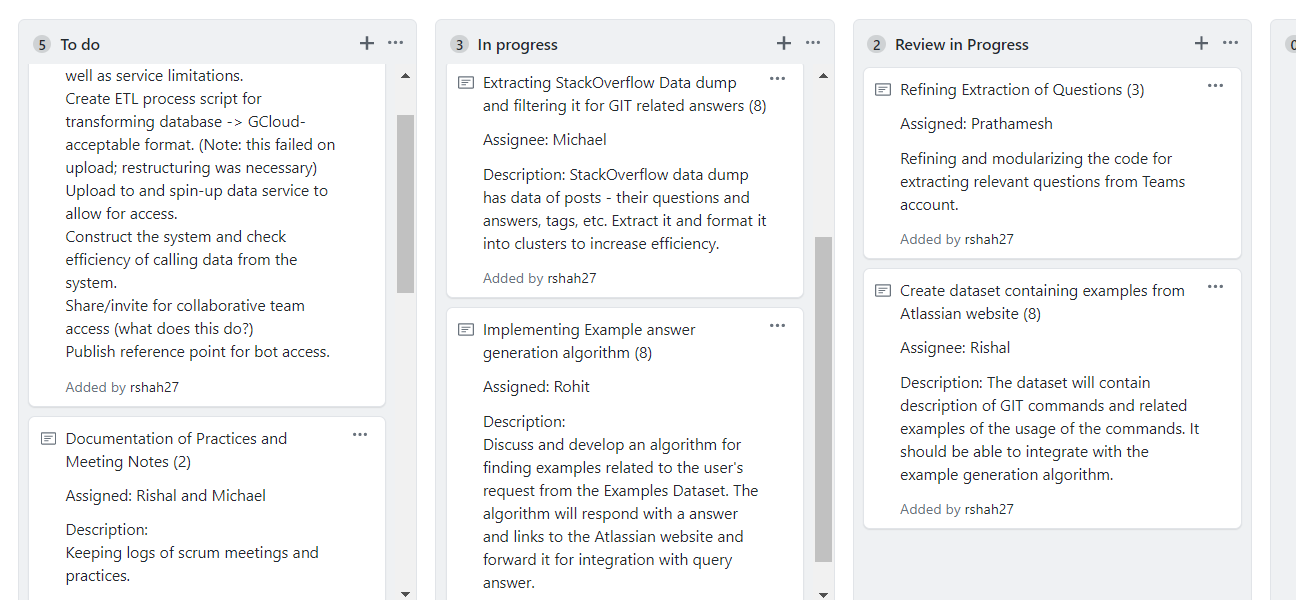 5 To do
well as service limitations.
Create ETL process script for
transforming database -> GCloud-
acceptable format. (Note: this failed on
upload; restructuring was necessary)
Upload to and spin-up data service to
allow for access.
Construct the system and check
efficiency of calling data from the
system.
Share/invite for collaborative team
access (what does this do?)
Publish reference point for bot access.
Added by rshah27
Documentation of Practices and
Meeting Notes (2)
Assigned: Rishal and Michael
Description:
Keeping logs of scrum meetings and
practices.
3 In progress
Extracting StackOverflow Data dump
and filtering it for GIT related answers (8)
Assignee: Michael
Description: StackOverflow data dump
has data of posts - their questions and
answers, tags, etc. Extract it and format it
into clusters to increase efficiency.
Added by rshah27
Implementing Example answer
generation algorithm (8)
Assigned: Rohit
Description:
Discuss and develop an algorithm for
finding examples related to the user's
request from the Examples Dataset. The
algorithm will respond with a answer
and links to the Atlassian website and
forward it for integration with query
answer.
2 Review in Progress
Refining Extraction of Questions (3)
Assigned: Prathamesh
Refining and modularizing the code for
extracting relevant questions from Teams
account.
Added by rshah27
Create dataset containing examples from
Atlassian website (8)
Assignee: Rishal
Description: The dataset will contain
description of GIT commands and related
examples of the usage of the commands. It
should be able to integrate with the
example generation algorithm.
Added by rshah27